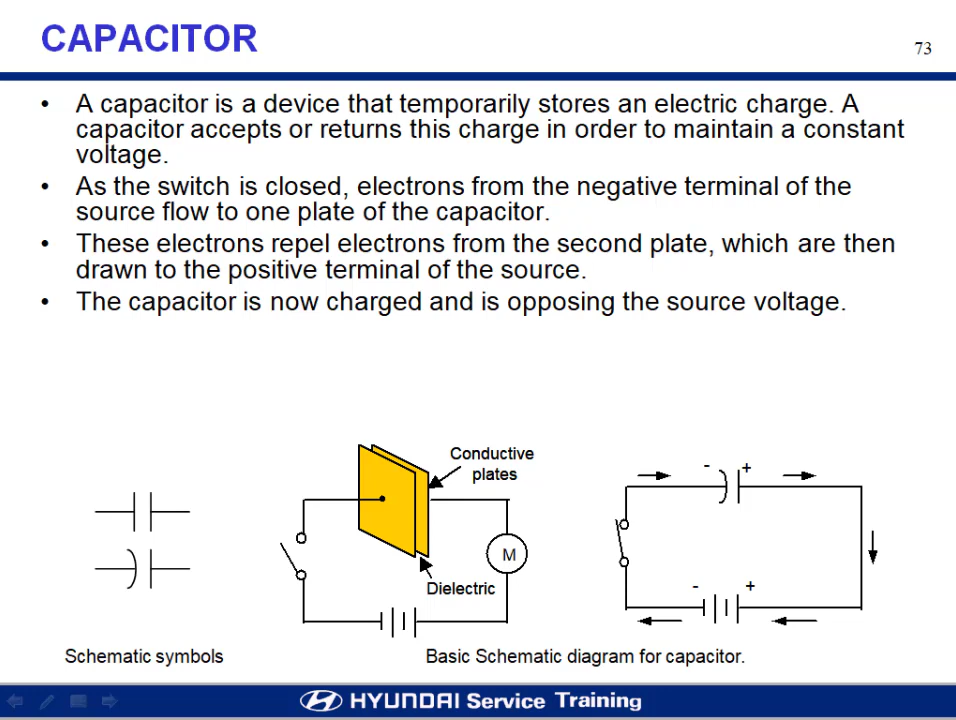 CAPACITOR
73
• A capacitor is a device that temporarily stores an electric charge. A
capacitor accepts or returns this charge in order to maintain a constant
voltage.
• As the switch is closed, electrons from the negative terminal of the
source flow to one plate of the capacitor.
• These electrons repel electrons from the second plate, which are then
drawn to the positive terminal of the source.
• The capacitor is now charged and is opposing the source voltage.
Conductive
plates
- +
M
Dielectric
- +
Schematic symbols
Basic Schematic diagram for capacitor.
HYUNDAI Service Training